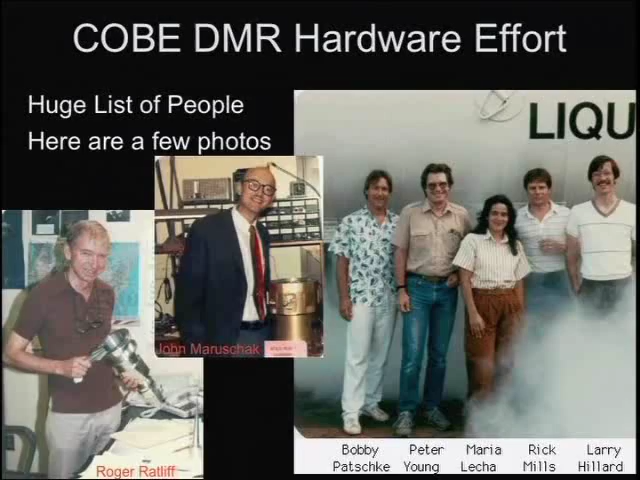 COBE DMR Hardware Effort
Huge List of People
Here are a few photos
LIQU
John Maruschak
Roger Ratliff
Bobby Patschke
Peter Young
Maria Lecha
Rick Mills
Larry Hillard